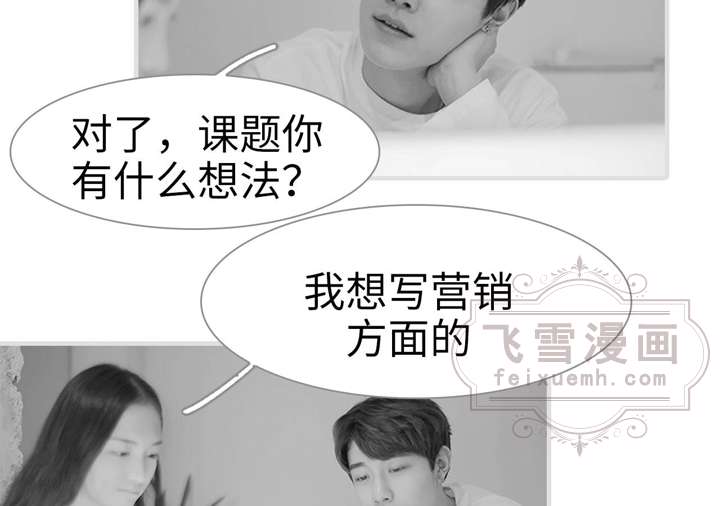 对了，课题你
有什么想法？
我想写营销
方面的
飞雪漫画
feixuemh.com